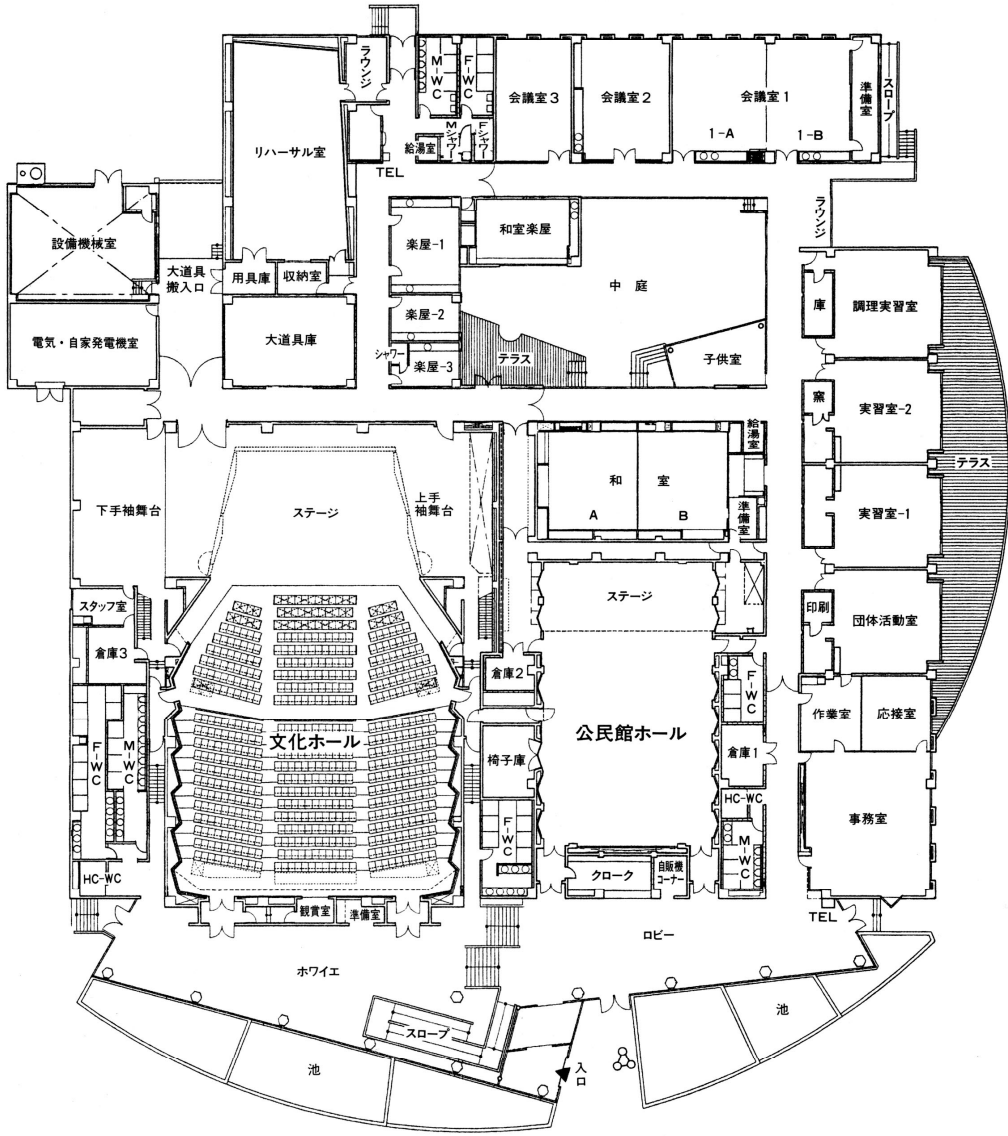 ラウンジ
M-WC
F-WC
会議室3
会議室2
会議室1
1-A
1-B
準備室
スロープ
リハーサル室
給湯室
Mシャワー
Fシャワー
TEL
ラウンジ
設備機械室
大道具
搬入口
用具庫
収納室
楽屋-1
和室楽屋
中庭
庫
調理実習室
電気・自家発電機室
大道具庫
楽屋-2
シャワー
楽屋-3
テラス
子供室
窯
実習室-2
テラス
下手袖舞台
ステージ
上手
袖舞台
和室
A
B
給湯室
準備室
実習室-1
スタッフ室
倉庫3
ステージ
印刷
団体活動室
倉庫2
F-WC
作業室
応接室
F-WC
M-WC
文化ホール
椅子庫
公民館ホール
倉庫1
HC-WC
事務室
F-WC
M-WC
HC-WC
クローク
自販機
コーナー
観賞室
準備室
TEL
ホワイエ
ロビー
スロープ
池
池
入口